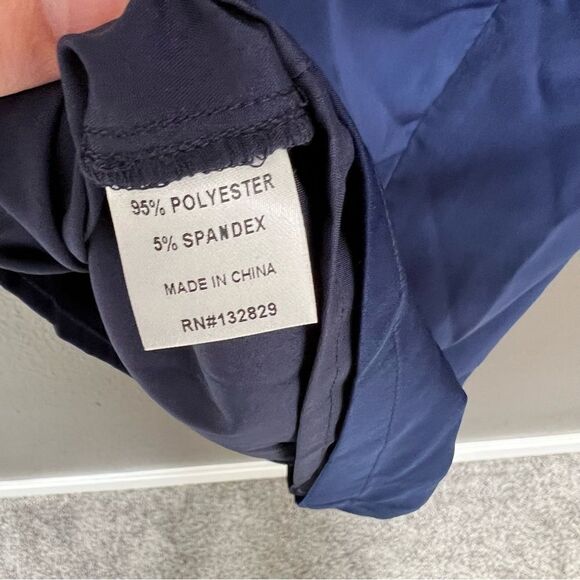 95% POLYESTER
5% SPANDEX
MADE IN CHINA
RN#132829